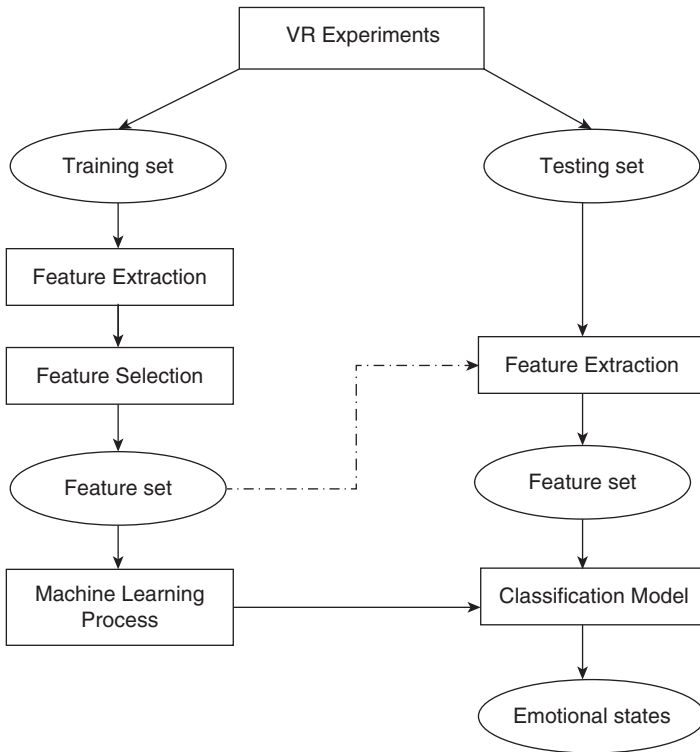 VR Experiments
Training set
Testing set
Feature Extraction
Feature Selection
Feature Extraction
Feature set
Feature set
Machine Learning
Process
Classification Model
Emotional states